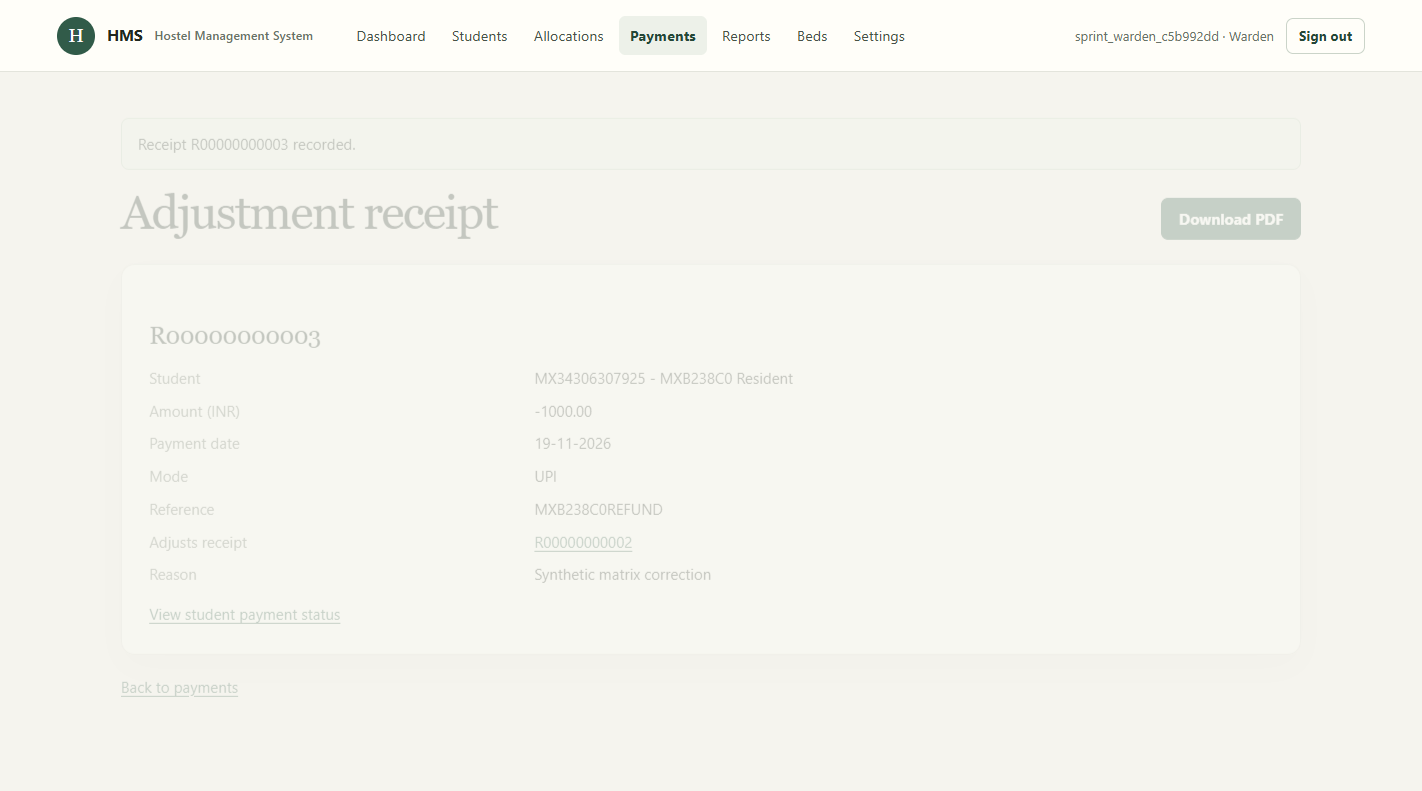 H HMS Hostel Management System Dashboard Students Allocations Payments Reports Beds Settings sprint_warden_c5b992dd · Warden Sign out
Receipt R00000000003 recorded.
Adjustment receipt Download PDF
R00000000003
Student MX34306307925 - MXB238C0 Resident
Amount (INR) -1000.00
Payment date 19-11-2026
Mode UPI
Reference MXB238C0REFUND
Adjusts receipt R00000000002
Reason Synthetic matrix correction
View student payment status
Back to payments